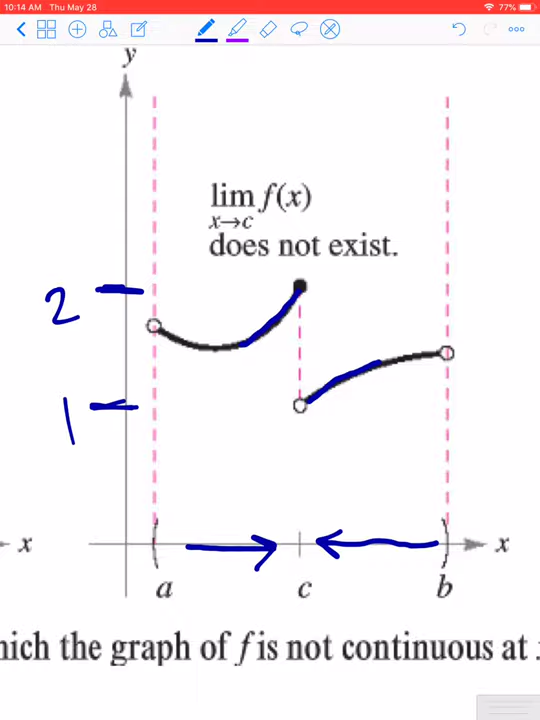 10:14 AM Thu May 28
77%
y
lim f(x)
x→c
does not exist.
2
1
x
x
a
c
b
the graph of f is not continuous at